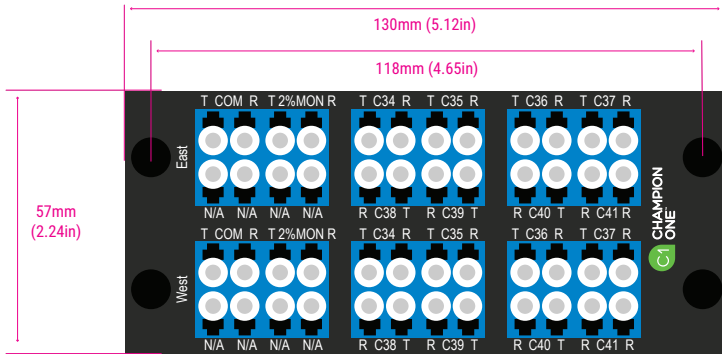 130mm (5.12in)
118mm (4.65in)
57mm
(2.24in)
East
T COM R T 2%MON R T C34 R T C35 R T C36 R T C37 R
N/A N/A N/A N/A R C38 T R C39 T R C40 T R C41 R
West
T COM R T 2%MON R T C34 R T C35 R T C36 R T C37 R
N/A N/A N/A N/A R C38 T R C39 T R C40 T R C41 R
C1 CHAMPION
ONE™